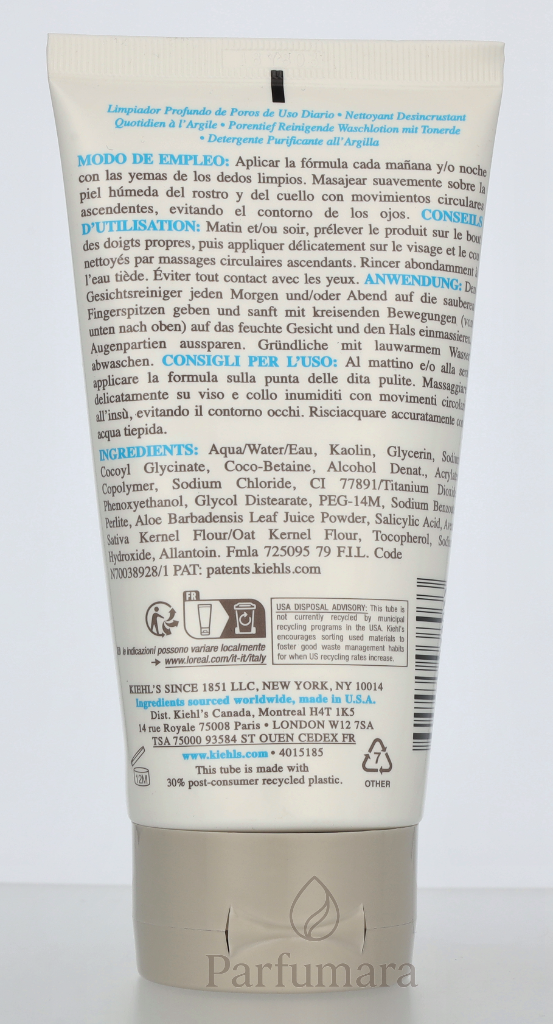 Limpiador Profundo de Poros de Uso Diario • Nettoyant Desincrustant
Quotidien à l'Argile • Porentief Reinigende Waschlotion mit Tonerde
• Detergente Purificante all'Argilla
MODO DE EMPLEO: Aplicar la fórmula cada mañana y/o noche
con las yemas de los dedos limpios. Masajear suavemente sobre la
piel húmeda del rostro y del cuello con movimientos circulares
ascendentes, evitando el contorno de los ojos. CONSEILS
D'UTILISATION: Matin et/ou soir, prélever le produit sur le bout
des doigts propres, puis appliquer délicatement sur le visage et le
nettoyés par massages circulaires ascendants. Rincer abondamment
l'eau tiède. Éviter tout contact avec les yeux. ANWENDUNG:
Gesichtsreiniger jeden Morgen und/oder Abend auf die
Fingerspitzen geben und sanft mit kreisenden Bewegungen
unten nach oben) auf das feuchte Gesicht und den Hals
Augenpartien aussparen. Gründliche mit lauwarmem
abwaschen. CONSIGLI PER L'USO: Al mattino e/o alla
applicare la formula sulla punta delle dita pulite.
delicatamente su viso e collo inumiditi con movimenti
all'insù, evitando il contorno occhi. Risciacquare accuratamente
acqua tiepida.
INGREDIENTS: Aqua/Water/Eau, Kaolin, Glycerin,
Cocoyl Glycinate, Coco-Betaine, Alcohol Denat.,
Copolymer, Sodium Chloride, CI 77891/Titanium
Phenoxyethanol, Glycol Distearate, PEG-14M, Sodium
Perlite, Aloe Barbadensis Leaf Juice Powder, Salicylic Acid,
Sativa Kernel Flour/Oat Kernel Flour, Tocopherol,
Hydroxide, Allantoin. Fmla 725095 79 F.I.L. Code
N70038928/1 PAT: patents.kiehls.com
FR
USA DISPOSAL ADVISORY: This tube is
not currently recycled by municipal
recycling programs in the USA. Kiehl's
encourages sorting used materials to
foster good waste management habits
for when US recycling rates increase.
le indicazioni possono variare localmente
→ www.loreal.com/it-it/italy
KIEHL'S SINCE 1851 LLC, NEW YORK, NY 10014
Ingredients sourced worldwide, made in U.S.A.
Dist. Kiehl's Canada, Montreal H4T 1K5
14 rue Royale 75008 Paris • LONDON W12 7SA
TSA 75000 93584 ST OUEN CEDEX FR
www.kiehls.com • 4015185
This tube is made with
30% post-consumer recycled plastic.
12M
7
OTHER
Parfumara